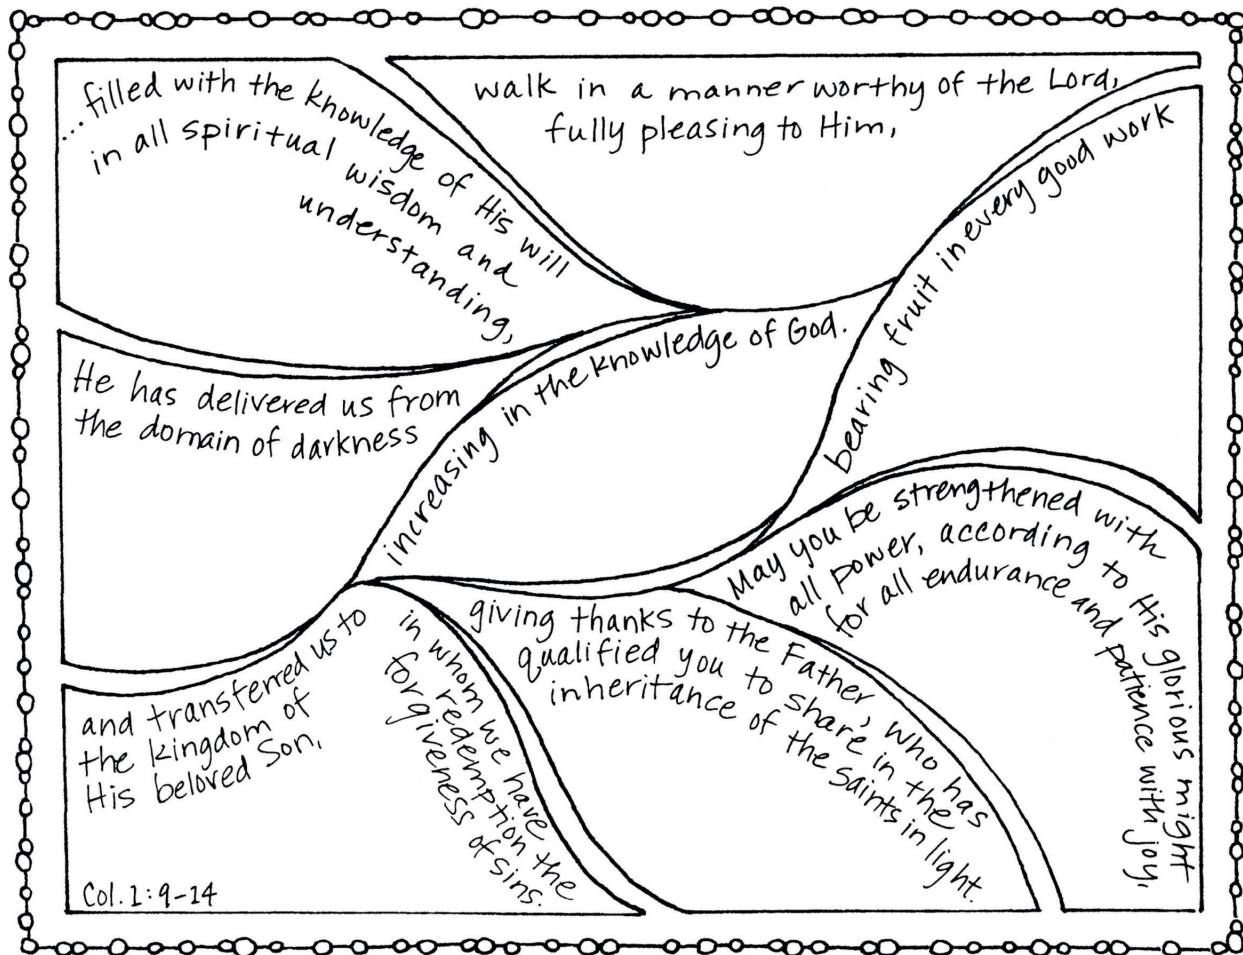 ...filled with the knowledge of His will
in all spiritual wisdom and
understanding,
walk in a manner worthy of the Lord,
fully pleasing to Him,
bearing fruit in every good work
increasing in the knowledge of God.
May you be strengthened with
all power, according to His glorious might
for all endurance and patience with joy,
giving thanks to the Father, who has
qualified you to share in the
inheritance of the saints in light.
He has delivered us from
the domain of darkness
and transferred us to
the kingdom of
His beloved Son,
in whom we have
redemption the
forgiveness of sins.
Col. 1:9-14